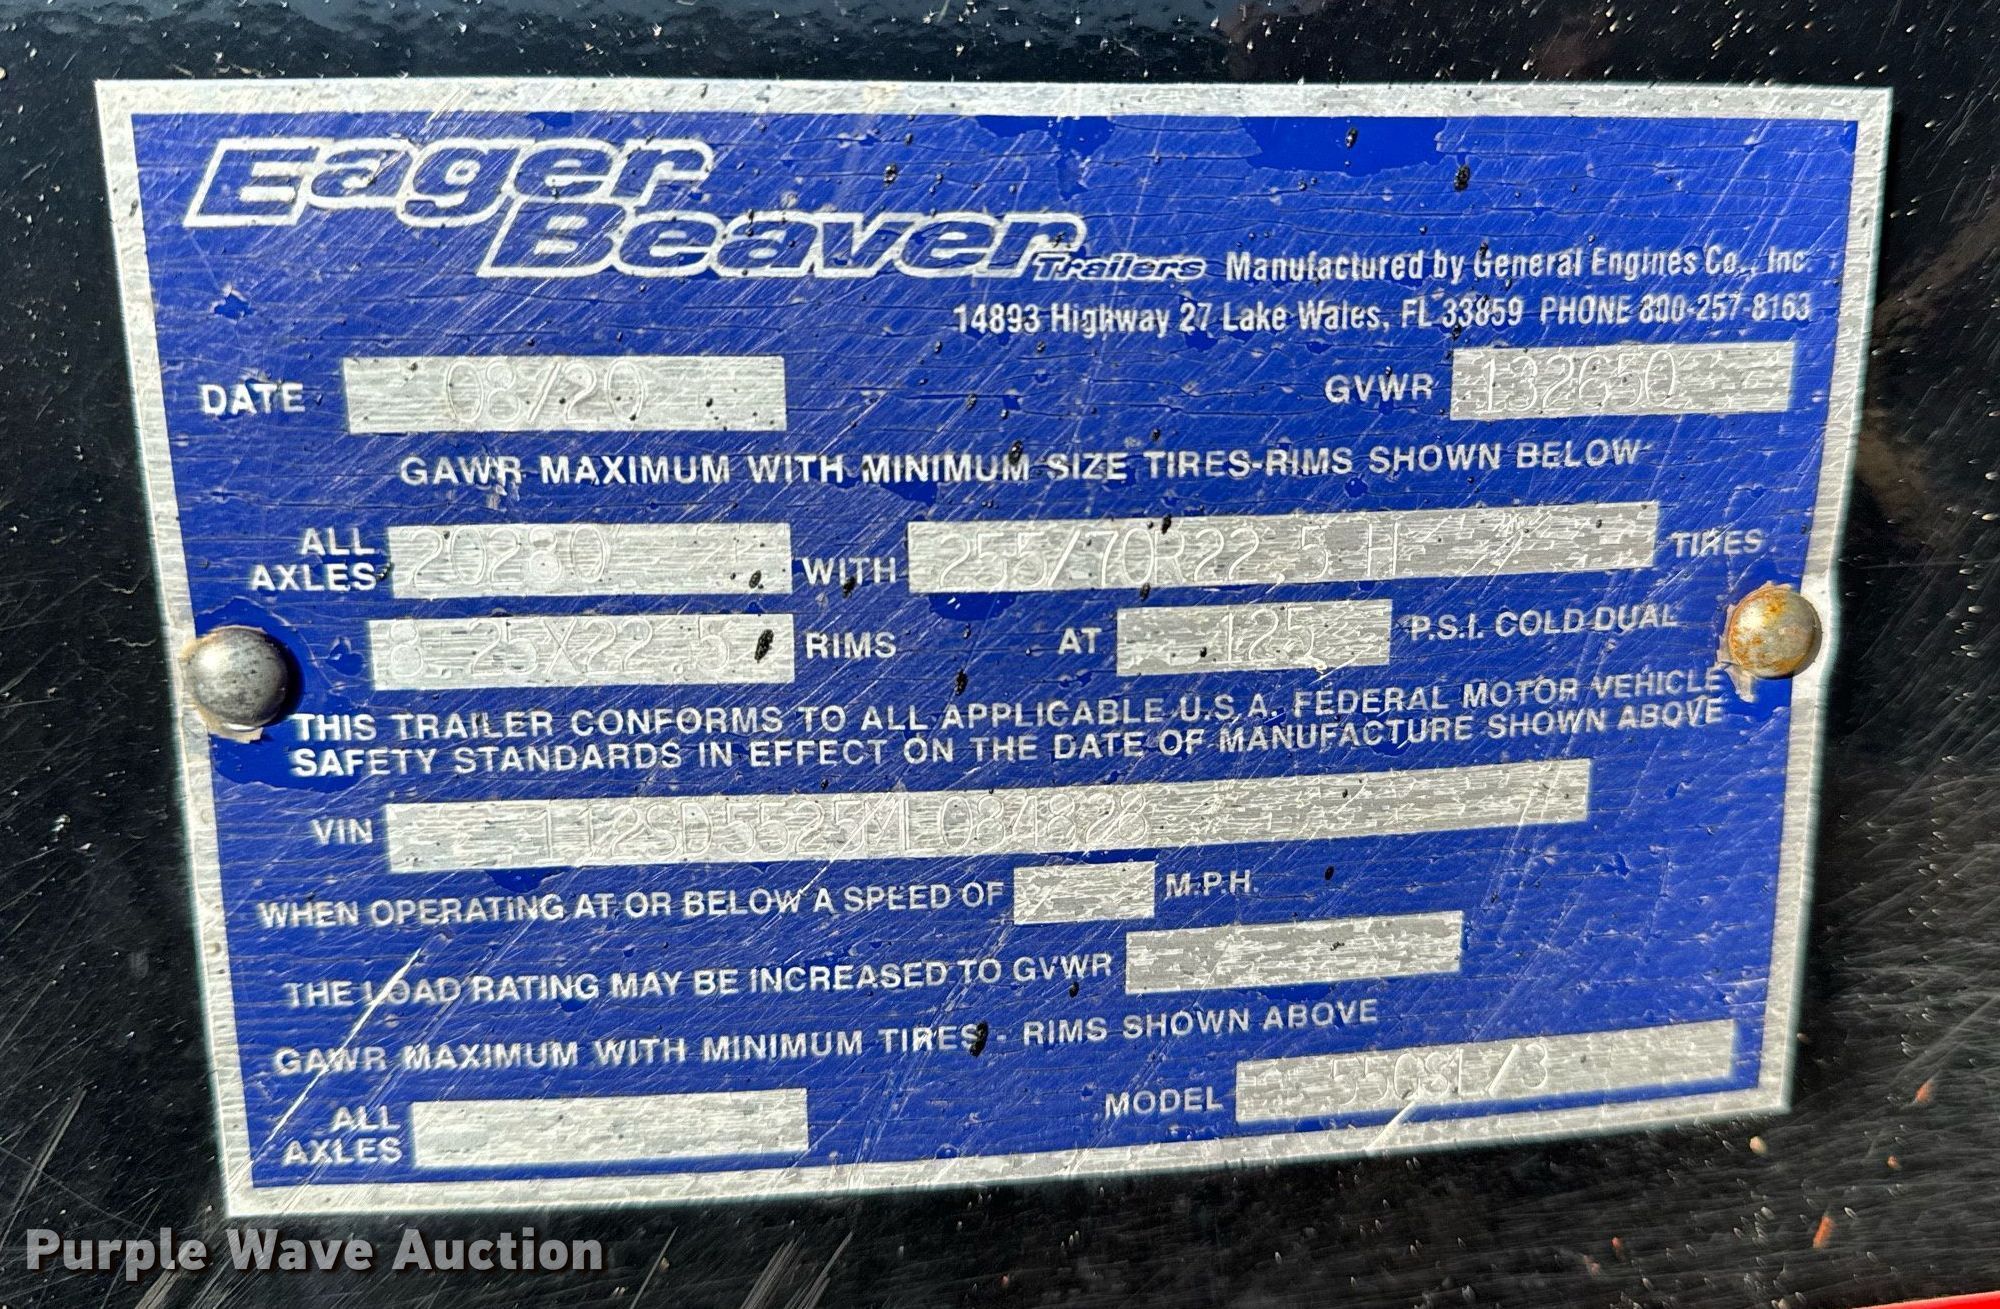 Eager
Beaver Trailers Manufactured by General Engines Co., Inc.
14893 Highway 27 Lake Wales, FL 33859 PHONE 800-257-8163
DATE 08/20 GVWR 132650
GAWR MAXIMUM WITH MINIMUM SIZE TIRES-RIMS SHOWN BELOW
ALL AXLES 20280 WITH 255/70R22.5 H TIRES
8.25X22.5 RIMS AT 125 P.S.I. COLD DUAL
THIS TRAILER CONFORMS TO ALL APPLICABLE U.S.A. FEDERAL MOTOR VEHICLE
SAFETY STANDARDS IN EFFECT ON THE DATE OF MANUFACTURE SHOWN ABOVE
VIN 112SD5525ML084828
WHEN OPERATING AT OR BELOW A SPEED OF M.P.H.
THE LOAD RATING MAY BE INCREASED TO GVWR
GAWR MAXIMUM WITH MINIMUM TIRES - RIMS SHOWN ABOVE
ALL AXLES MODEL 55GSL/3
Purple Wave Auction